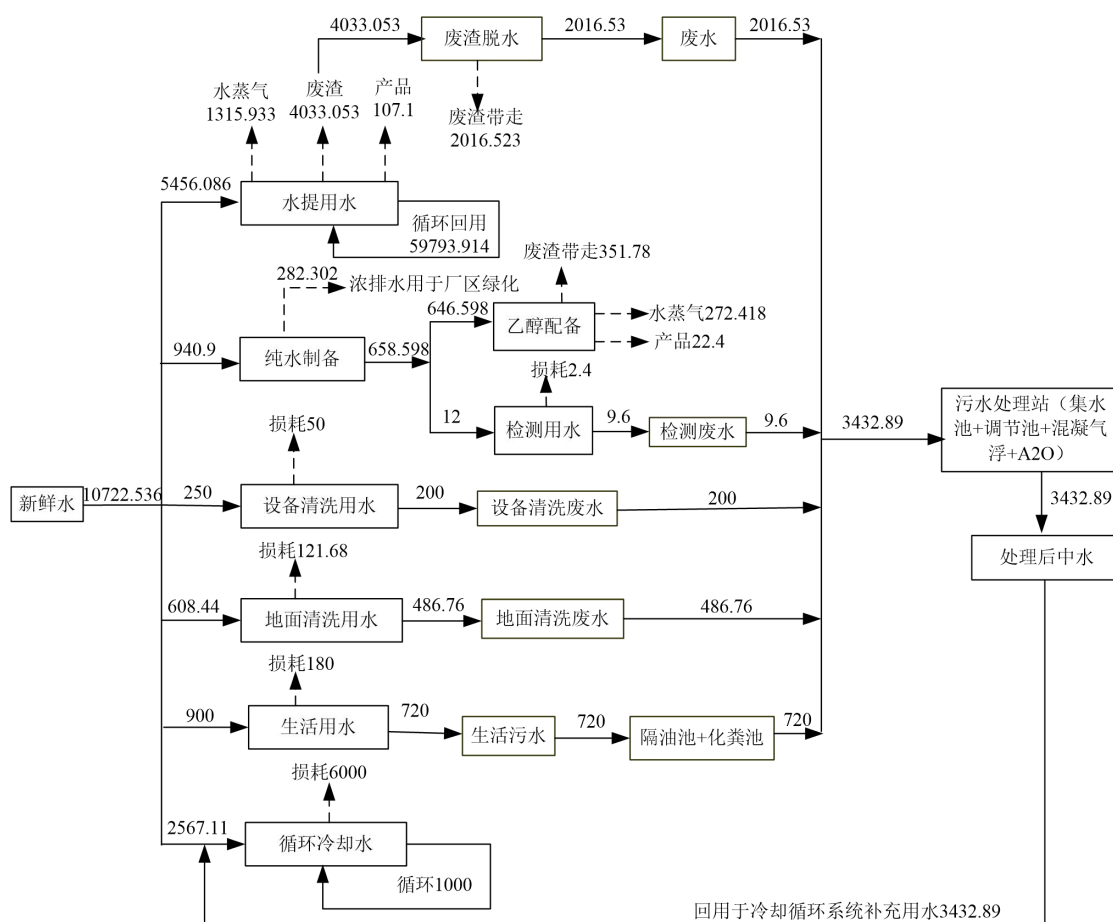 4033.053
废渣脱水
2016.53
废水
2016.53
水蒸气
1315.933
废渣
4033.053
产品
107.1
废渣带走
2016.523
5456.086
水提用水
循环回用
59793.914
282.302
浓排水用于厂区绿化
废渣带走351.78
646.598
乙醇配备
水蒸气272.418
产品22.4
940.9
纯水制备
658.598
损耗2.4
12
检测用水
9.6
检测废水
9.6
3432.89
污水处理站（集水
池+调节池+混凝气
浮+A2O）
损耗50
新鲜水
10722.536
250
设备清洗用水
200
设备清洗废水
200
3432.89
处理后中水
损耗121.68
608.44
地面清洗用水
486.76
地面清洗废水
486.76
损耗180
900
生活用水
720
生活污水
720
隔油池+化粪池
720
损耗6000
2567.11
循环冷却水
循环1000
回用于冷却循环系统补充用水3432.89